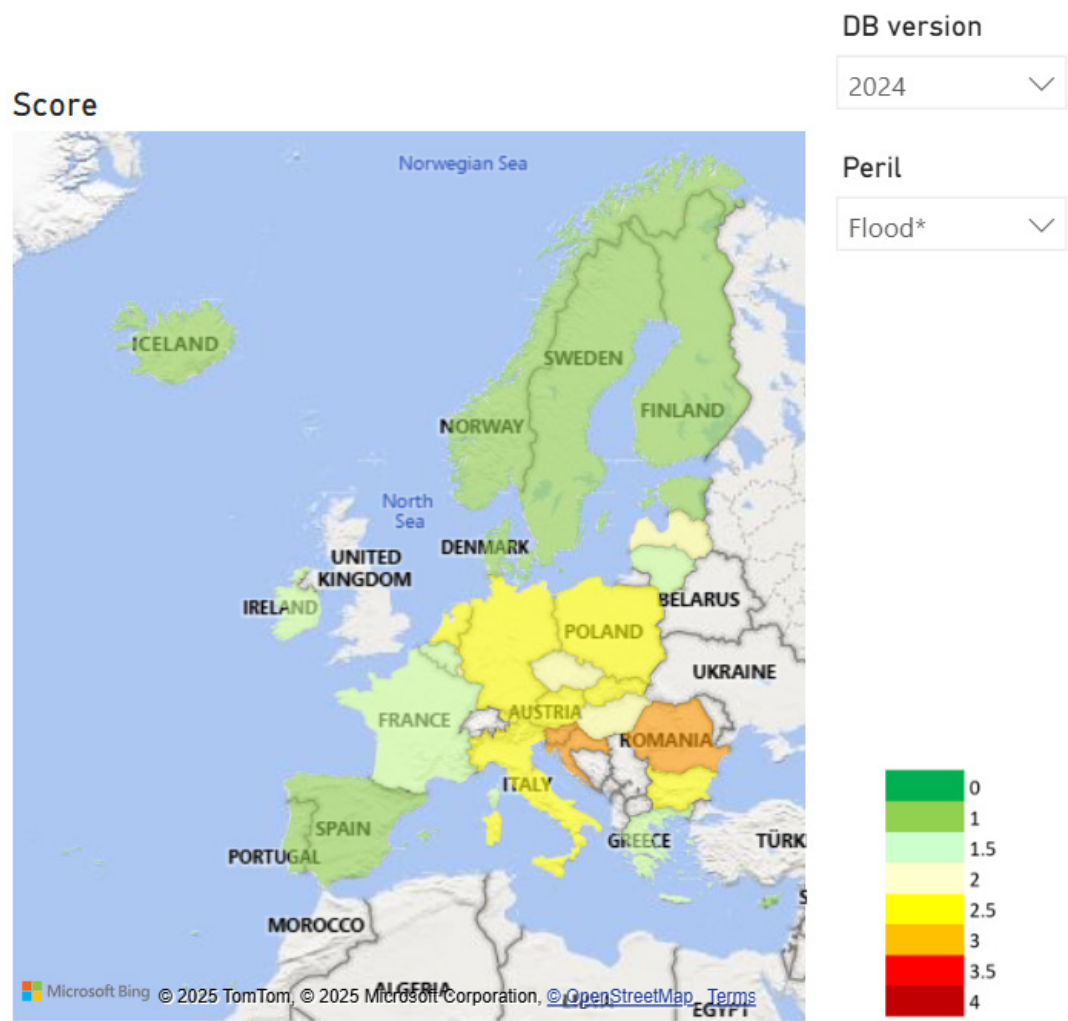 DB version
2024
Score
Peril
Flood*
Norwegian Sea
ICELAND
SWEDEN
FINLAND
NORWAY
North
Sea
DENMARK
UNITED
KINGDOM
IRELAND
BELARUS
POLAND
UKRAINE
AUSTRIA
FRANCE
ROMANIA
ITALY
SPAIN
GREECE
TÜRK
PORTUGAL
S
MOROCCO
ALGERIA
EGYPT
Microsoft Bing © 2025 TomTom, © 2025 Microsoft Corporation, © OpenStreetMap Terms
0
1
1.5
2
2.5
3
3.5
4